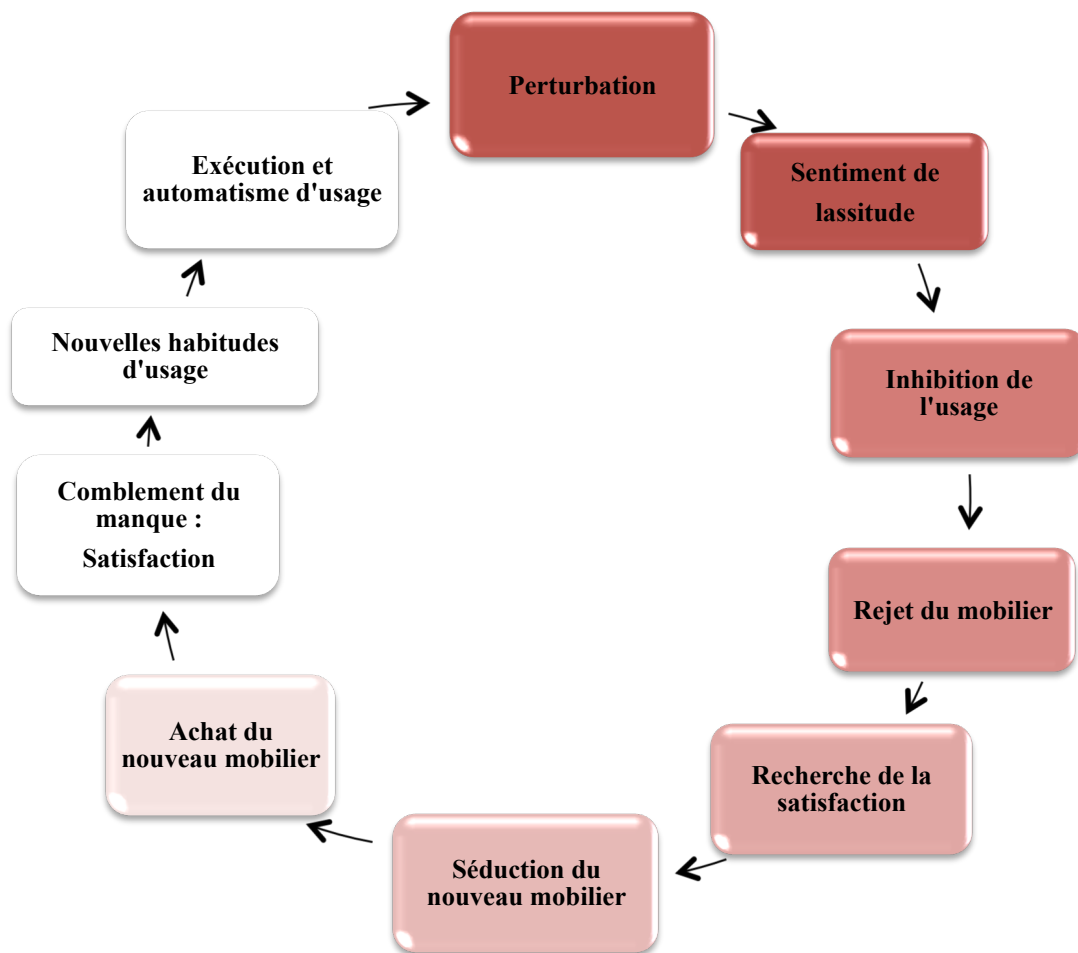 Perturbation
Sentiment de
lassitude
Inhibition de
l'usage
Rejet du mobilier
Recherche de la
satisfaction
Séduction du
nouveau mobilier
Achat du
nouveau mobilier
Comblement du
manque :
Satisfaction
Nouvelles habitudes
d'usage
Exécution et
automatisme d'usage